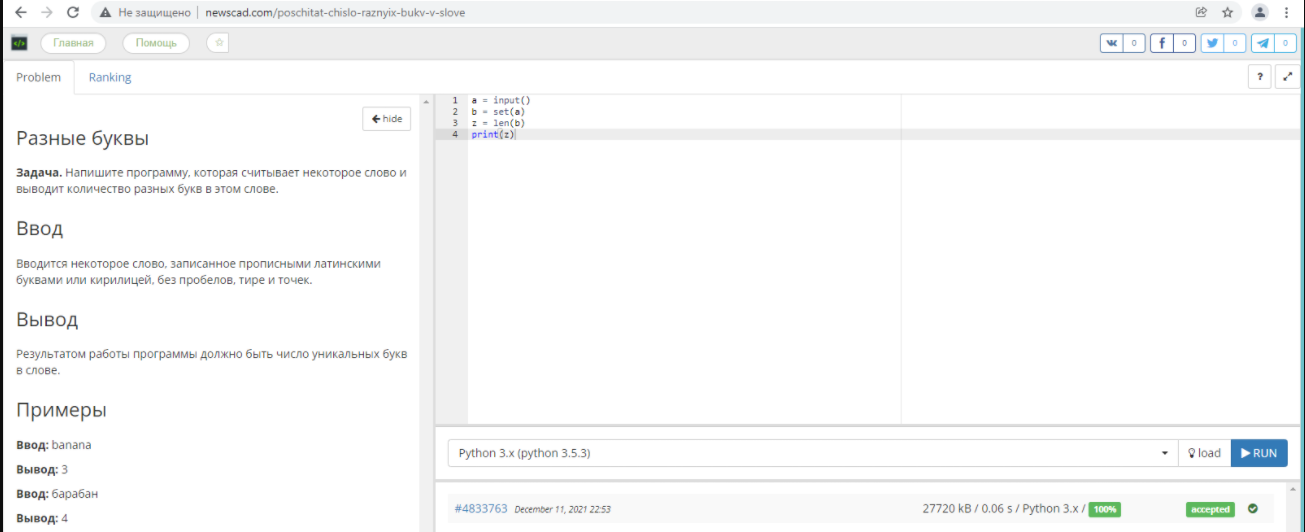 Не защищено | newscad.com/poschitat-chislo-raznyix-bukv-v-slove
Главная Помощь 0 0 0 0
Problem Ranking ?
hide
Разные буквы
Задача. Напишите программу, которая считывает некоторое слово и
выводит количество разных букв в этом слове.
Ввод
Вводится некоторое слово, записанное прописными латинскими
буквами или кирилицей, без пробелов, тире и точек.
Вывод
Результатом работы программы должно быть число уникальных букв
в слове.
Примеры
Ввод: banana
Вывод: 3
Ввод: барабан
Вывод: 4
1 a = input()
2 b = set(a)
3 z = len(b)
4 print(z)
Python 3.x (python 3.5.3) load RUN
#4833763 December 11, 2021 22:53 27720 kB / 0.06 s / Python 3.x / 100% accepted